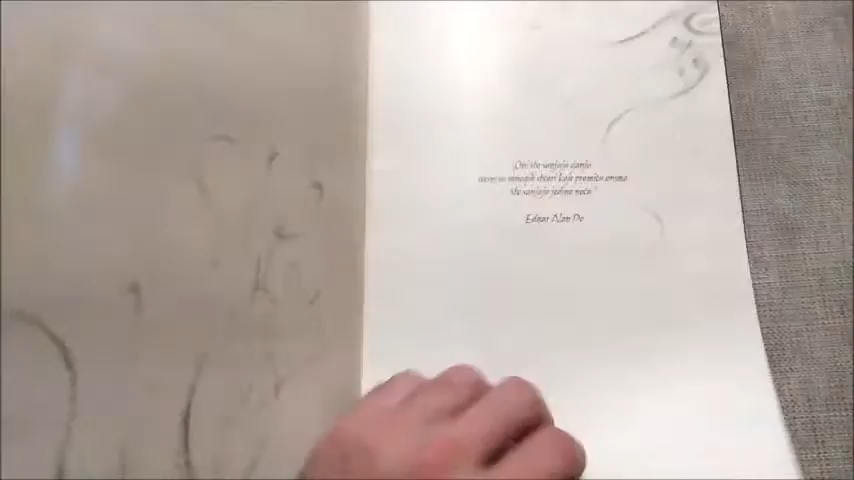 Oni što sanjaju danju
svesni su mnogih stvari koje promiču onima
što sanjaju jedino noću."
Edgar Alan Po